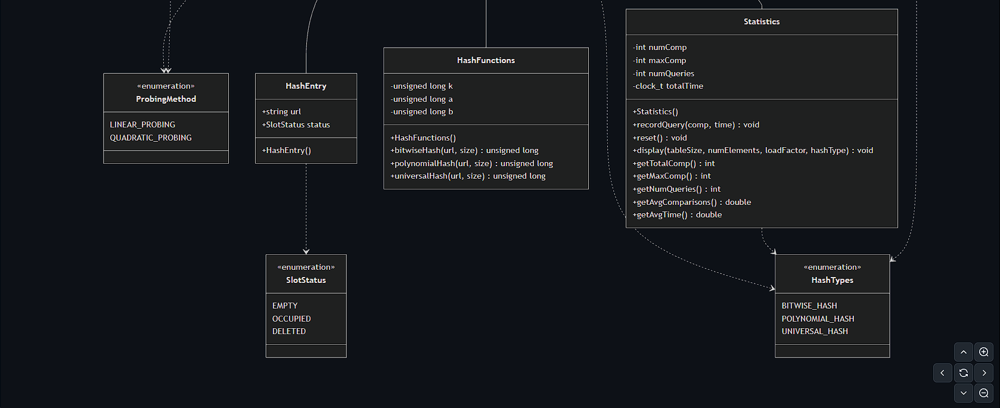 «enumeration»
ProbingMethod
LINEAR_PROBING
QUADRATIC_PROBING
HashEntry
+string url
+SlotStatus status
+HashEntry()
HashFunctions
-unsigned long k
-unsigned long a
-unsigned long b
+HashFunctions()
+bitwiseHash(url, size) : unsigned long
+polynomialHash(url, size) : unsigned long
+universalHash(url, size) : unsigned long
Statistics
-int numComp
-int maxComp
-int numQueries
-clock_t totalTime
+Statistics()
+recordQuery(comp, time) : void
+reset() : void
+display(tableSize, numElements, loadFactor, hashType) : void
+getTotalComp() : int
+getMaxComp() : int
+getNumQueries() : int
+getAvgComparisons() : double
+getAvgTime() : double
«enumeration»
SlotStatus
EMPTY
OCCUPIED
DELETED
«enumeration»
HashTypes
BITWISE_HASH
POLYNOMIAL_HASH
UNIVERSAL_HASH